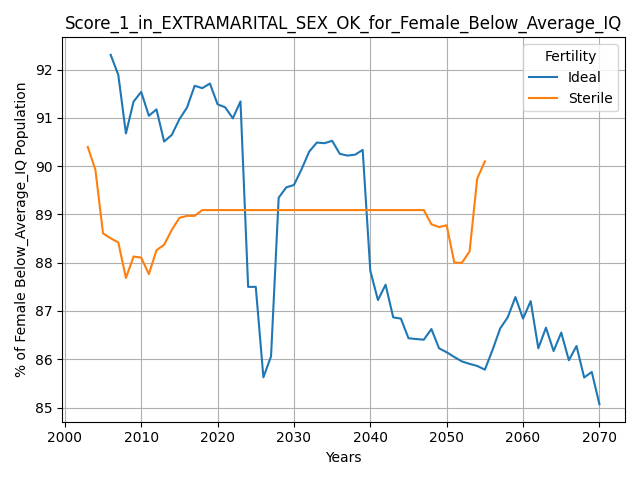 Score_1_in_EXTRAMARITAL_SEX_OK_for_Female_Below_Average_IQ
Fertility
Ideal
Sterile
% of Female Below_Average_IQ Population
92
91
90
89
88
87
86
85
2000 2010 2020 2030 2040 2050 2060 2070
Years